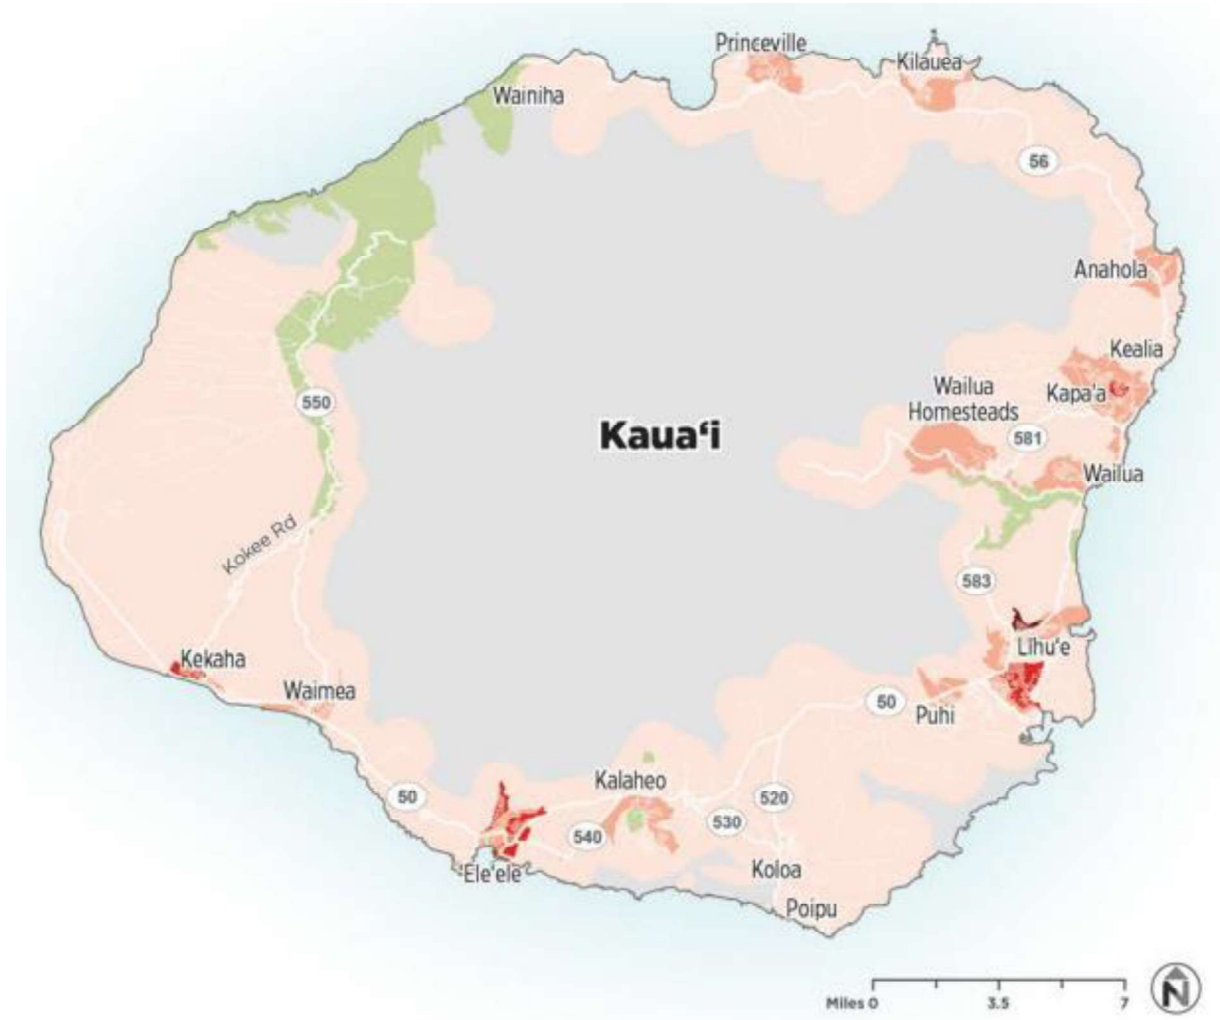 Princeville
Kilauea
Wainiha
56
Anahola
Kealia
Kapa'a
Wailua
Homesteads
581
Wailua
550
Kaua‘i
Kokee Rd
583
Kekaha
Līhu‘e
Waimea
50
Puhi
Kalaheo
50
520
530
540
Koloa
‘Ele‘ele
Poipu
Miles 0 3.5 7
N